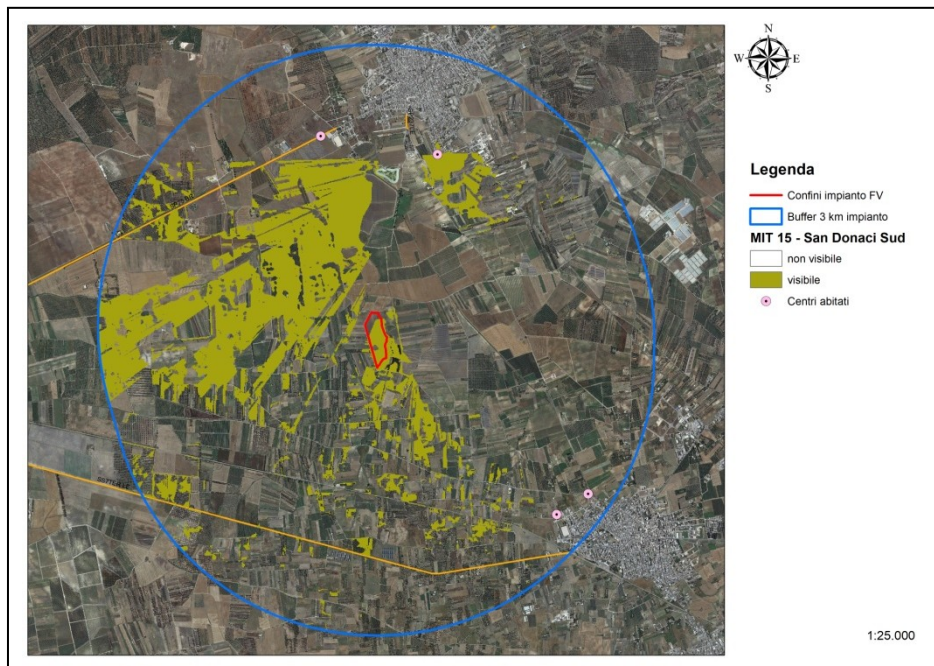 N
W
E
S
Legenda
Confini impianto FV
Buffer 3 km impianto
MIT 15 - San Donaci Sud
non visibile
visibile
Centri abitati
1:25.000